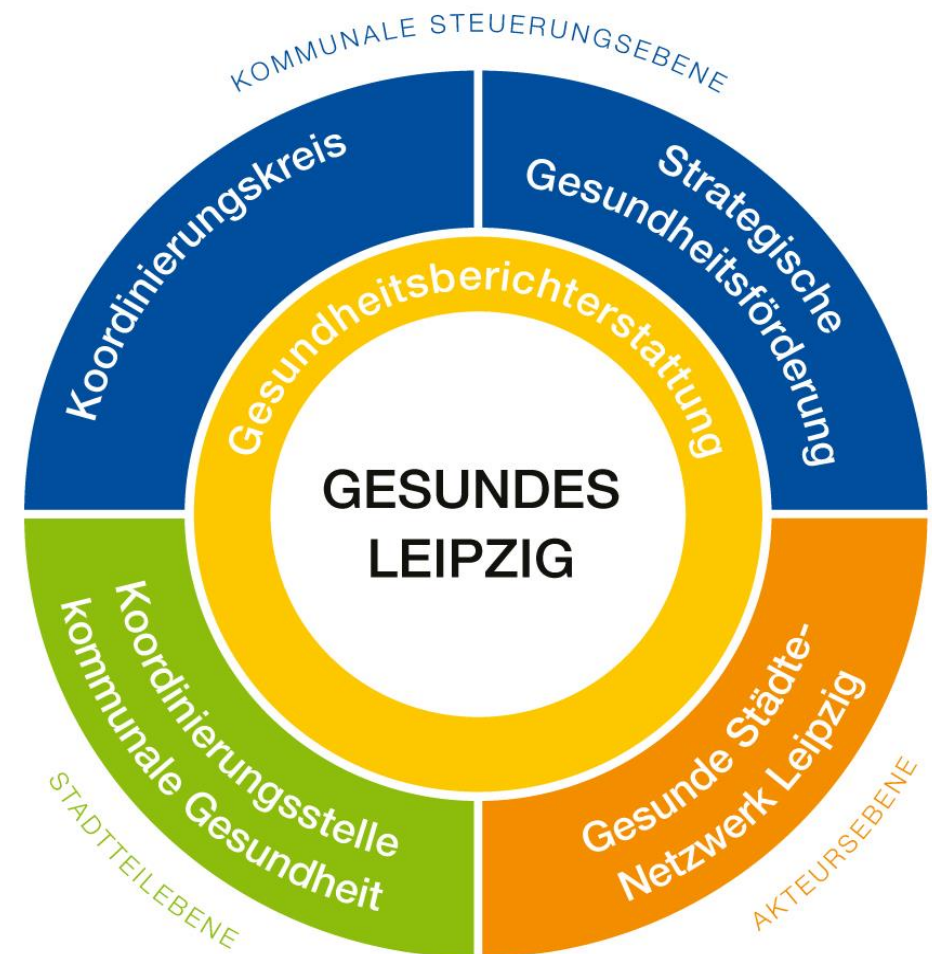 KOMMUNALE STEUERUNGSEBENE
Koordinierungskreis
Strategische
Gesundheitsförderung
Gesundheitsberichterstattung
GESUNDES
LEIPZIG
Koordinierungsstelle
kommunale Gesundheit
Gesunde Städte-
Netzwerk Leipzig
STADTTEILEBENE
AKTEURSEBENE